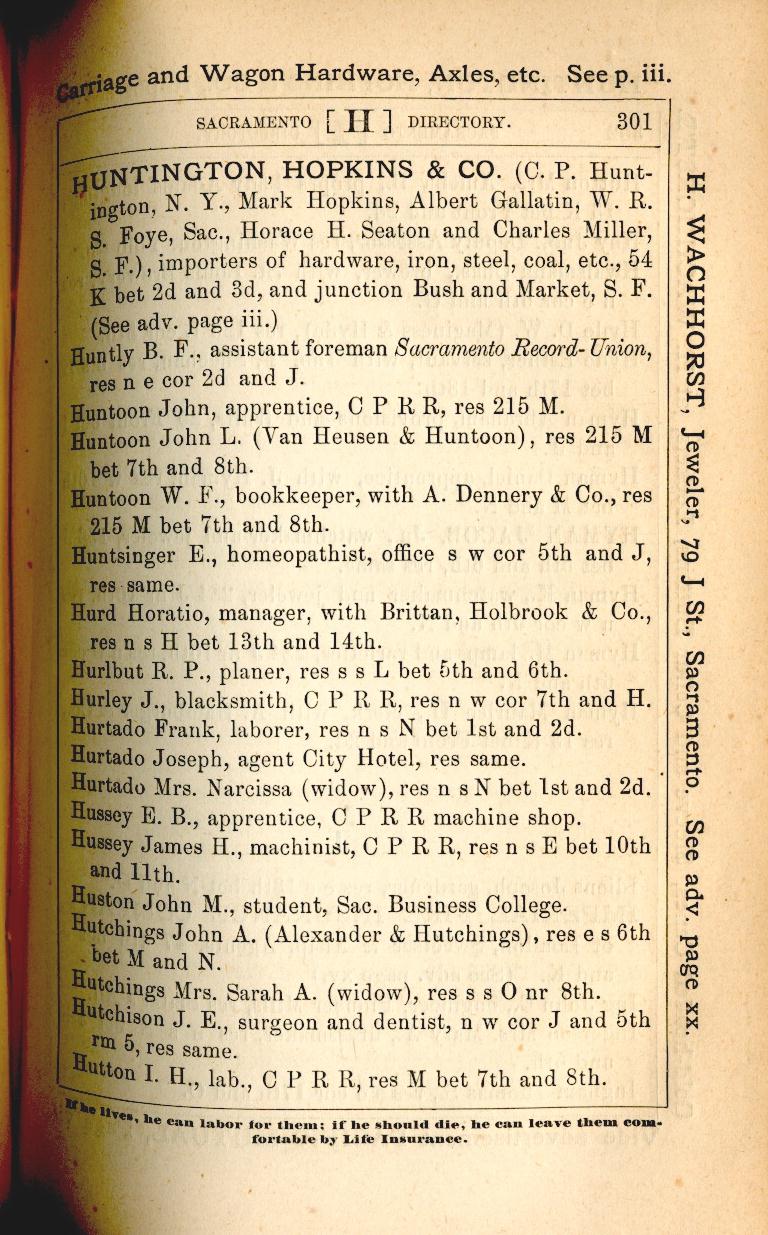 Carriage and Wagon Hardware, Axles, etc. See p. iii.
SACRAMENTO [H] DIRECTORY. 301
HUNTINGTON, HOPKINS & CO. (C. P. Hunt-
ington, N. Y., Mark Hopkins, Albert Gallatin, W. R.
S. Foye, Sac., Horace H. Seaton and Charles Miller,
S. F.), importers of hardware, iron, steel, coal, etc., 54
K bet 2d and 3d, and junction Bush and Market, S. F.
(See adv. page iii.)
Huntly B. F., assistant foreman Sacramento Record-Union,
res n e cor 2d and J.
Huntoon John, apprentice, C P R R, res 215 M.
Huntoon John L. (Van Heusen & Huntoon), res 215 M
bet 7th and 8th.
Huntoon W. F., bookkeeper, with A. Dennery & Co., res
215 M bet 7th and 8th.
Huntsinger E., homeopathist, office s w cor 5th and J,
res same.
Hurd Horatio, manager, with Brittan, Holbrook & Co.,
res n s H bet 13th and 14th.
Hurlbut R. P., planer, res s s L bet 5th and 6th.
Hurley J., blacksmith, C P R R, res n w cor 7th and H.
Hurtado Frank, laborer, res n s N bet 1st and 2d.
Hurtado Joseph, agent City Hotel, res same.
Hurtado Mrs. Narcissa (widow), res n s N bet 1st and 2d.
Hussey E. B., apprentice, C P R R machine shop.
Hussey James H., machinist, C P R R, res n s E bet 10th
and 11th.
Huston John M., student, Sac. Business College.
Hutchings John A. (Alexander & Hutchings), res e s 6th
bet M and N.
Hutchings Mrs. Sarah A. (widow), res s s O nr 8th.
Hutchison J. E., surgeon and dentist, n w cor J and 5th
rm 5, res same.
Hutton I. H., lab., C P R R, res M bet 7th and 8th.
If he lives, he can labor for them; if he should die, he can leave them com-
fortable by Life Insurance.
H. WACHHORST, Jeweler, 79 J St., Sacramento. See adv. page xx.